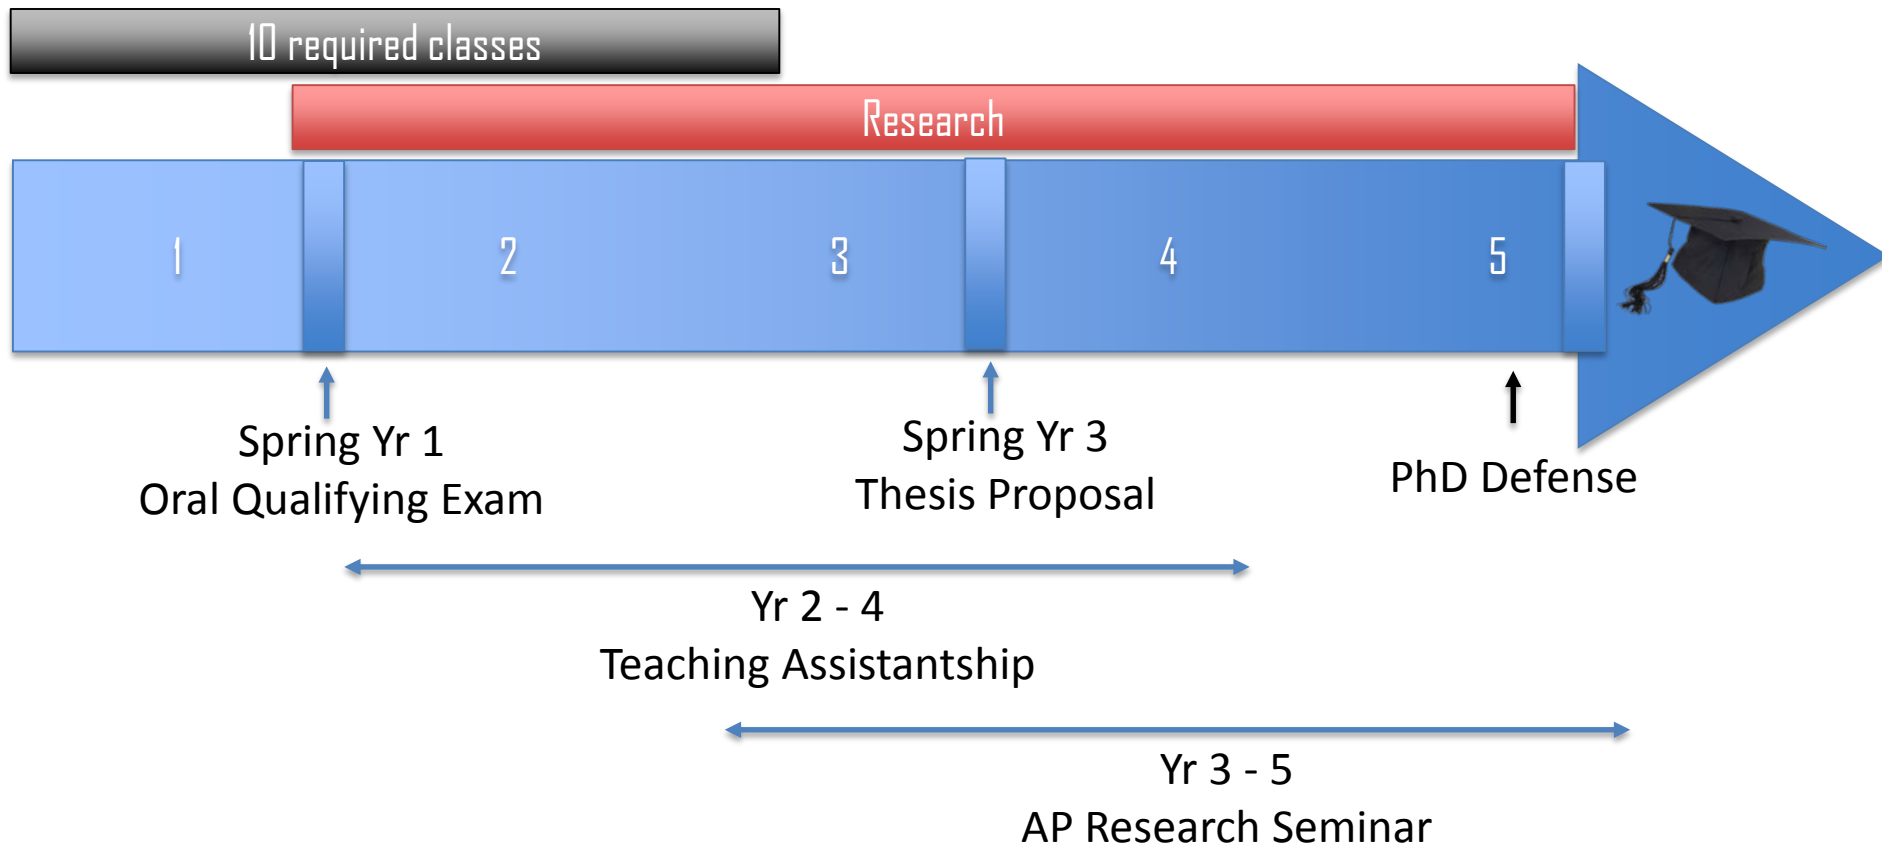 10 required classes
Research
1
2
3
4
5
Spring Yr 1
Oral Qualifying Exam
Spring Yr 3
Thesis Proposal
PhD Defense
Yr 2 - 4
Teaching Assistantship
Yr 3 - 5
AP Research Seminar